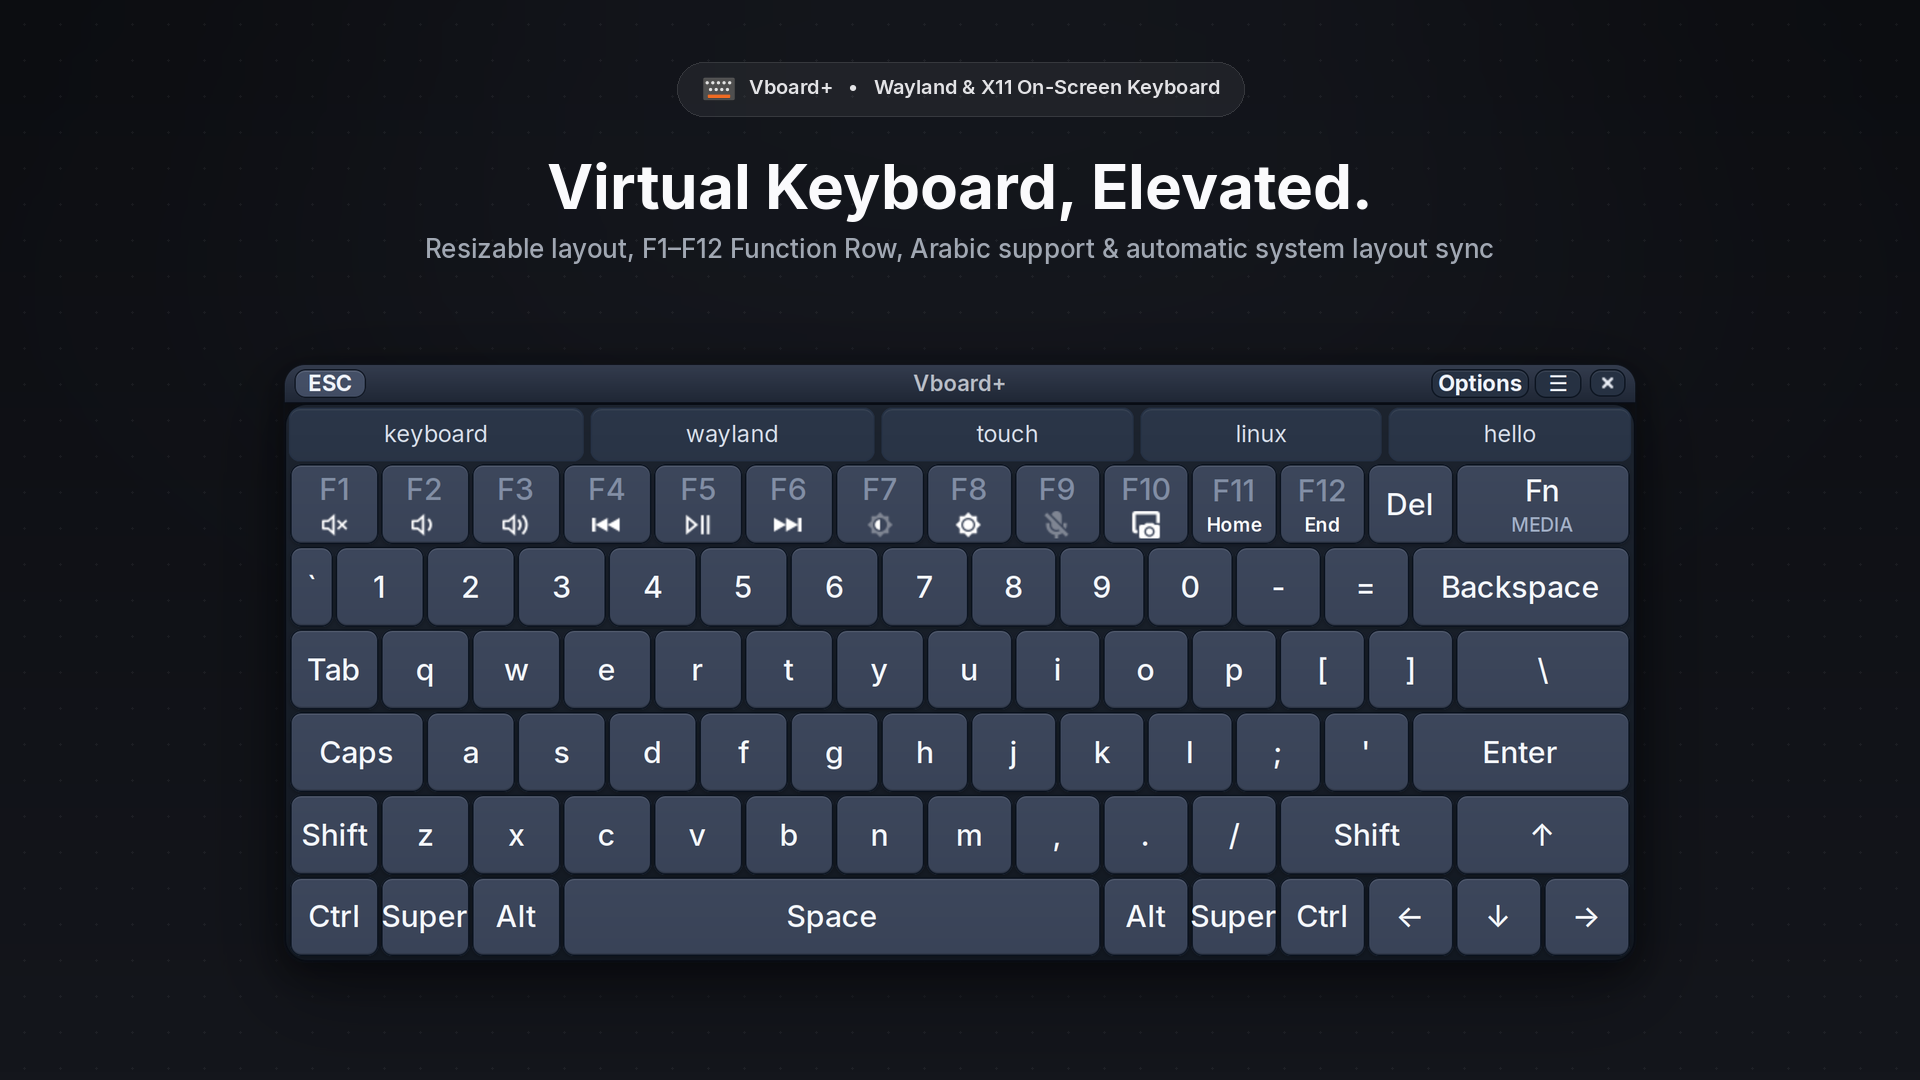 Vboard+ • Wayland & X11 On-Screen Keyboard
Virtual Keyboard, Elevated.
Resizable layout, F1–F12 Function Row, Arabic support & automatic system layout sync
ESC Vboard+ Options ☰ ×
keyboard wayland touch linux hello
F1 F2 F3 F4 F5 F6 F7 F8 F9 F10 F11 F12 Del Fn
Home End MEDIA
` 1 2 3 4 5 6 7 8 9 0 - = Backspace
Tab q w e r t y u i o p [ ] \
Caps a s d f g h j k l ; ' Enter
Shift z x c v b n m , . / Shift ↑
Ctrl Super Alt Space Alt Super Ctrl ← ↓ →